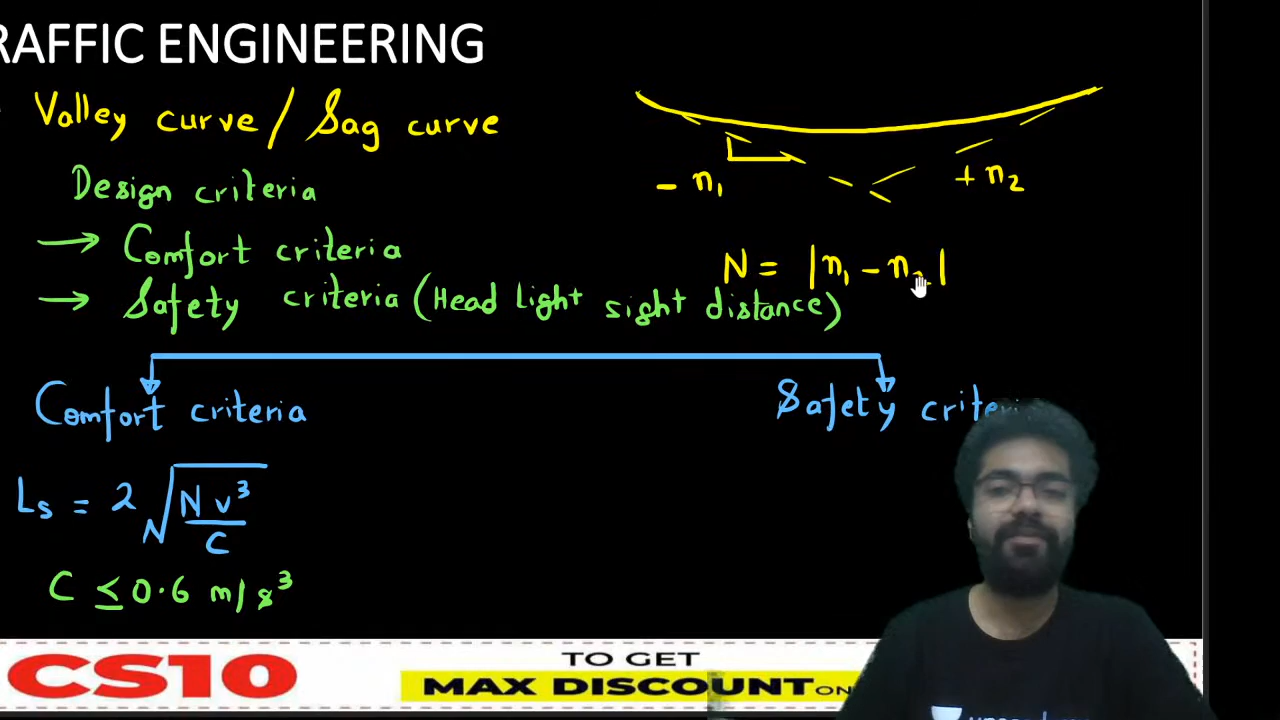 RAFFIC ENGINEERING
Valley curve / Sag curve
Design criteria
→ Comfort criteria
→ Safety criteria (Head light sight distance)
- n₁
+ n₂
N = |n₁ - n₂|
Comfort criteria
Safety criteri
Ls = 2 √(N v³ / C)
C ≤ 0.6 m/s³
CS10
TO GET
MAX DISCOUNT ON